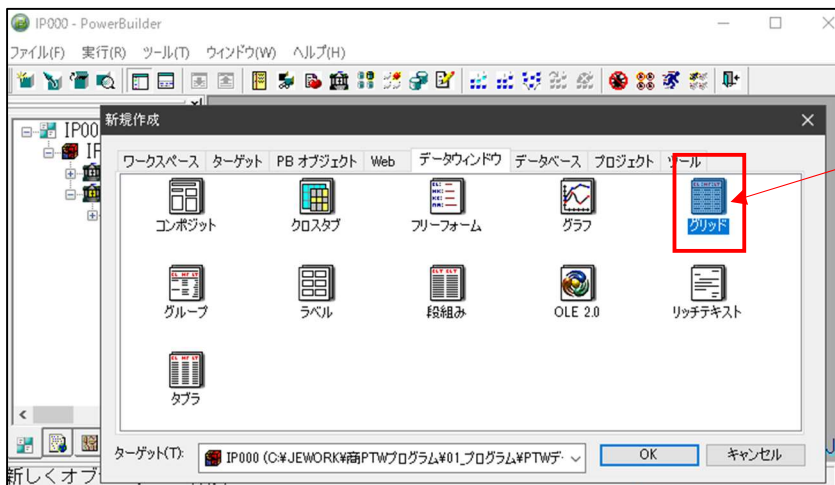 IP000 - PowerBuilder
ファイル(F) 実行(R) ツール(T) ウインドウ(W) ヘルプ(H)
IP00
新規作成
IF
ワークスペース ターゲット PB オブジェクト Web データウィンドウ データベース プロジェクト ツール
コンポジット クロスタブ フリーフォーム グラフ グリッド
グループ ラベル 段組み OLE 2.0 リッチテキスト
タブラ
ターゲット(T): IP000 (C:¥JEWORK¥商PTWプログラム¥01_プログラム¥PTWデ· OK キャンセル
新しくオブ